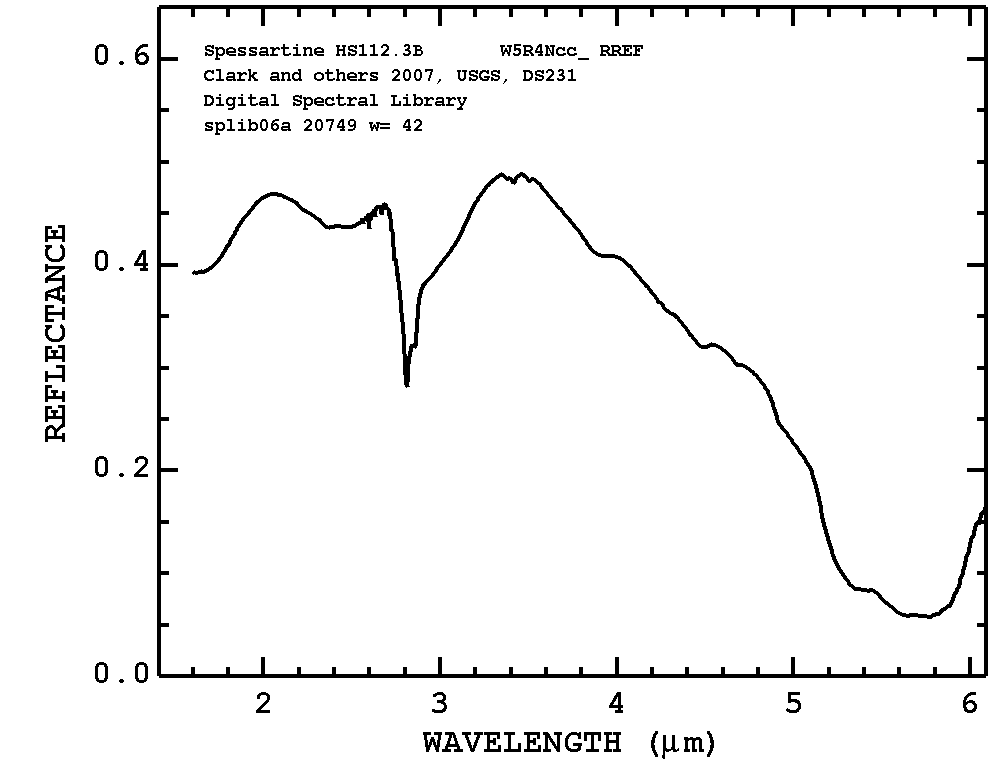 0.6
Spessartine HS112.3B W5R4Ncc_ RREF
Clark and others 2007, USGS, DS231
Digital Spectral Library
splib06a 20749 w= 42
0.4
REFLECTANCE
0.2
0.0
2 3 4 5 6
WAVELENGTH (μm)